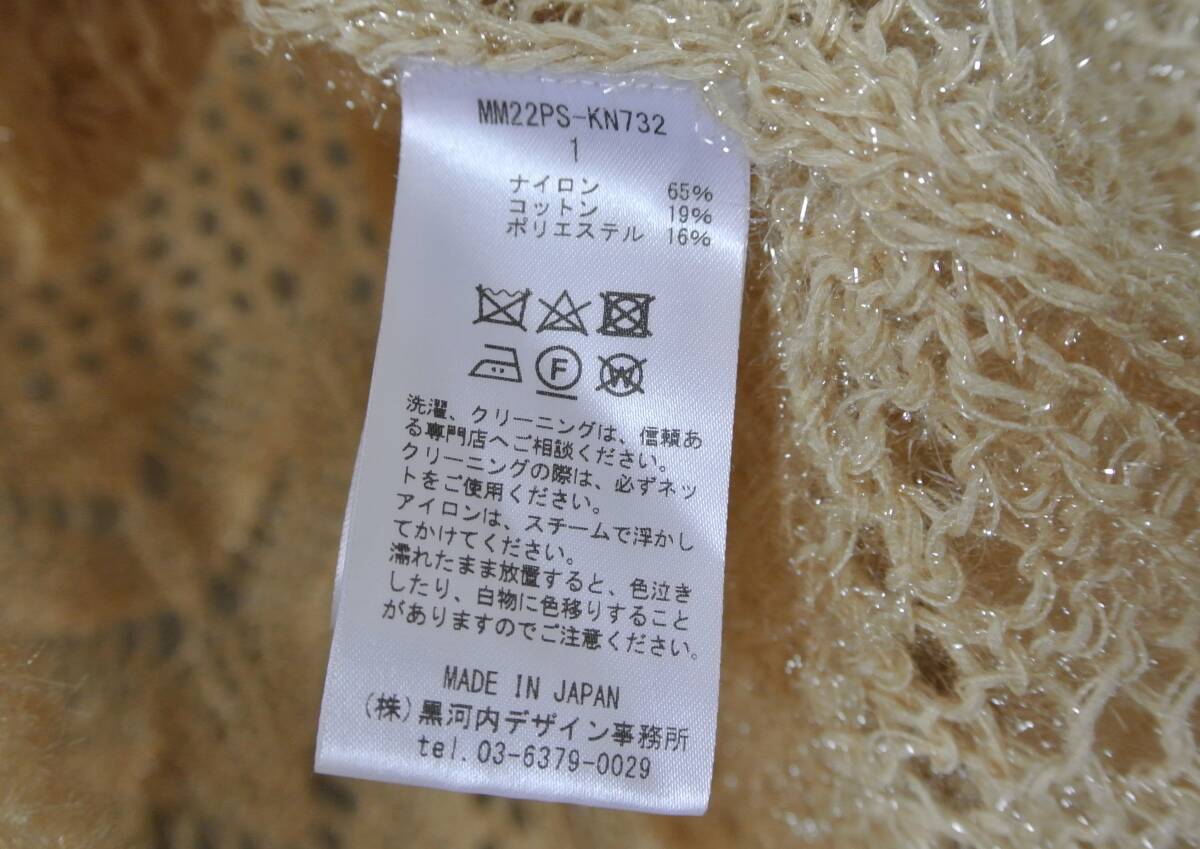 MM22PS-KN732
1
ナイロン 65%
コットン 19%
ポリエステル 16%
F W
洗濯、クリーニングは、信頼あ
る専門店へご相談ください。
クリーニングの際は、必ずネッ
トをご使用ください。
アイロンは、スチームで浮かし
てかけてください。
濡れたまま放置すると、色泣き
したり、白物に色移りすること
がありますのでご注意ください。
MADE IN JAPAN
(株)黒河内デザイン事務所
tel.03-6379-0029